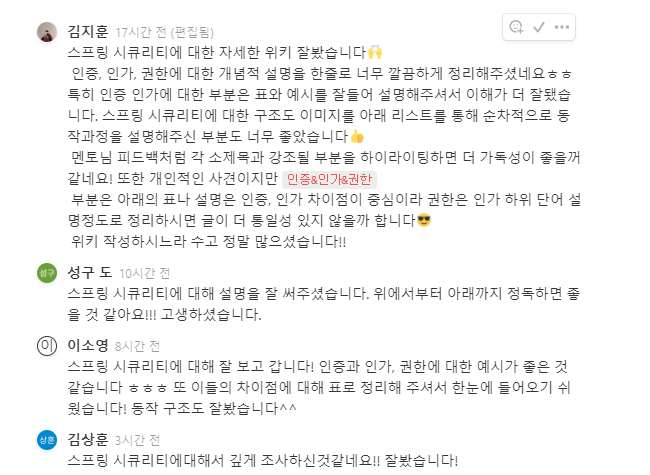 김지훈 17시간 전 (편집됨)
스프링 시큐리티에 대한 자세한 위키 잘봤습니다🙌
인증, 인가, 권한에 대한 개념적 설명을 한줄로 너무 깔끔하게 정리해주셨네요ㅎㅎ
특히 인증 인가에 대한 부분은 표와 예시를 잘들어 설명해주셔서 이해가 더 잘됐습니
다. 스프링 시큐리티에 대한 구조도 이미지를 아래 리스트를 통해 순차적으로 동
작과정을 설명해주신 부분도 너무 좋았습니다👍
멘토님 피드백처럼 각 소제목과 강조될 부분을 하이라이팅하면 더 가독성이 좋을꺼
같네요! 또한 개인적인 사견이지만 인증&인가&권한
부분은 아래의 표나 설명은 인증, 인가 차이점이 중심이라 권한은 인가 하위 단어 설
명정도로 정리하시면 글이 더 통일성 있지 않을까 합니다😎
위키 작성하시느라 수고 정말 많으셨습니다!!
성구 성구 도 10시간 전
스프링 시큐리티에 대해 설명을 잘 써주셨습니다. 위에서부터 아래까지 정독하면 좋
을 것 같아요!!! 고생하셨습니다.
이 이소영 8시간 전
스프링 시큐리티에 대해 잘 보고 갑니다! 인증과 인가, 권한에 대한 예시가 좋은 것
같습니다 ㅎㅎㅎ 또 이들의 차이점에 대해 표로 정리해 주셔서 한눈에 들어오기 쉬
웠습니다! 동작 구조도 잘봤습니다^^
상훈 김상훈 3시간 전
스프링 시큐리티에대해서 깊게 조사하신것같네요!! 잘봤습니다!